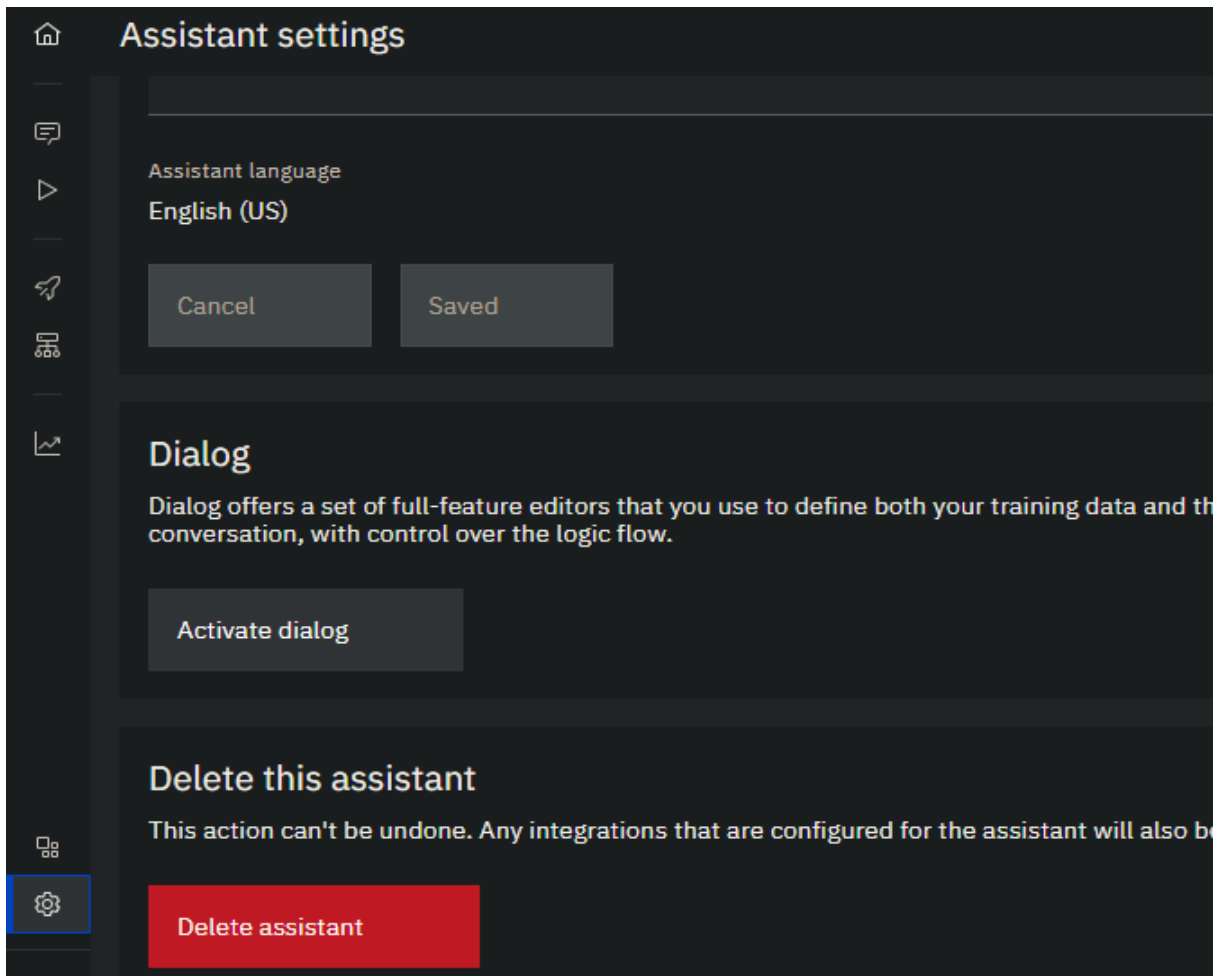 Assistant settings
Assistant language
English (US)
Cancel
Saved
Dialog
Dialog offers a set of full-feature editors that you use to define both your training data and th
conversation, with control over the logic flow.
Activate dialog
Delete this assistant
This action can't be undone. Any integrations that are configured for the assistant will also be
Delete assistant